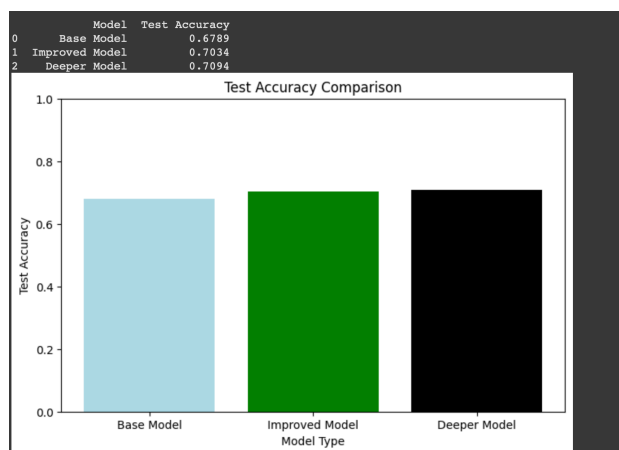 Model Test Accuracy
0 Base Model 0.6789
1 Improved Model 0.7034
2 Deeper Model 0.7094
Test Accuracy Comparison
1.0
0.8
0.6
0.4
0.2
0.0
Test Accuracy
Base Model Improved Model Deeper Model
Model Type